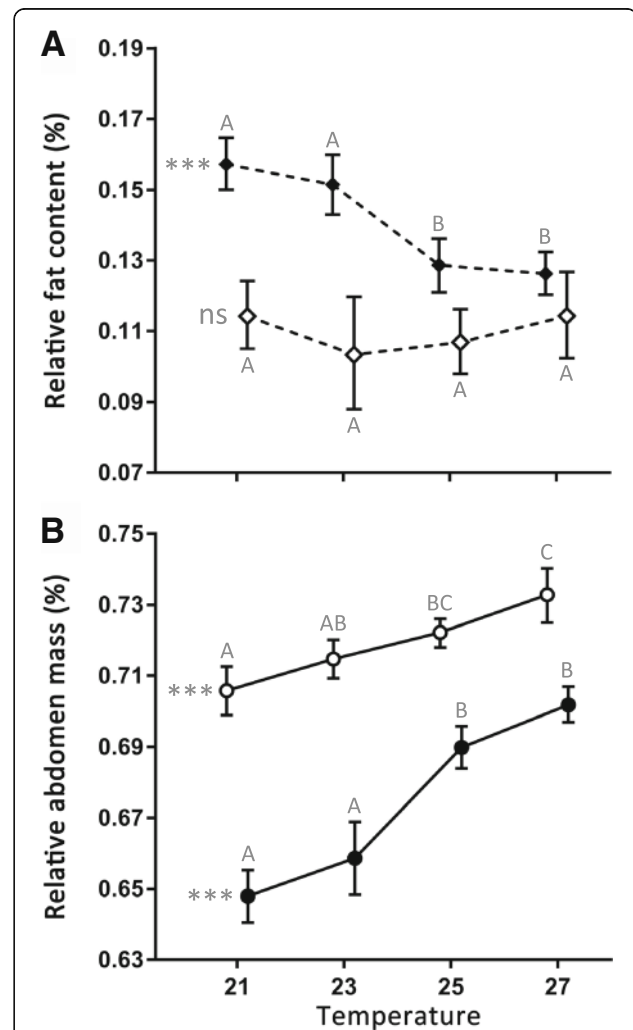 A
Relative fat content (%)
0.19
0.17
0.15
0.13
0.11
0.09
0.07
***
A
A
B
B
ns
A
A
A
A
B
Relative abdomen mass (%)
0.75
0.73
0.71
0.69
0.67
0.65
0.63
***
A
AB
BC
C
***
A
A
B
B
21
23
25
27
Temperature